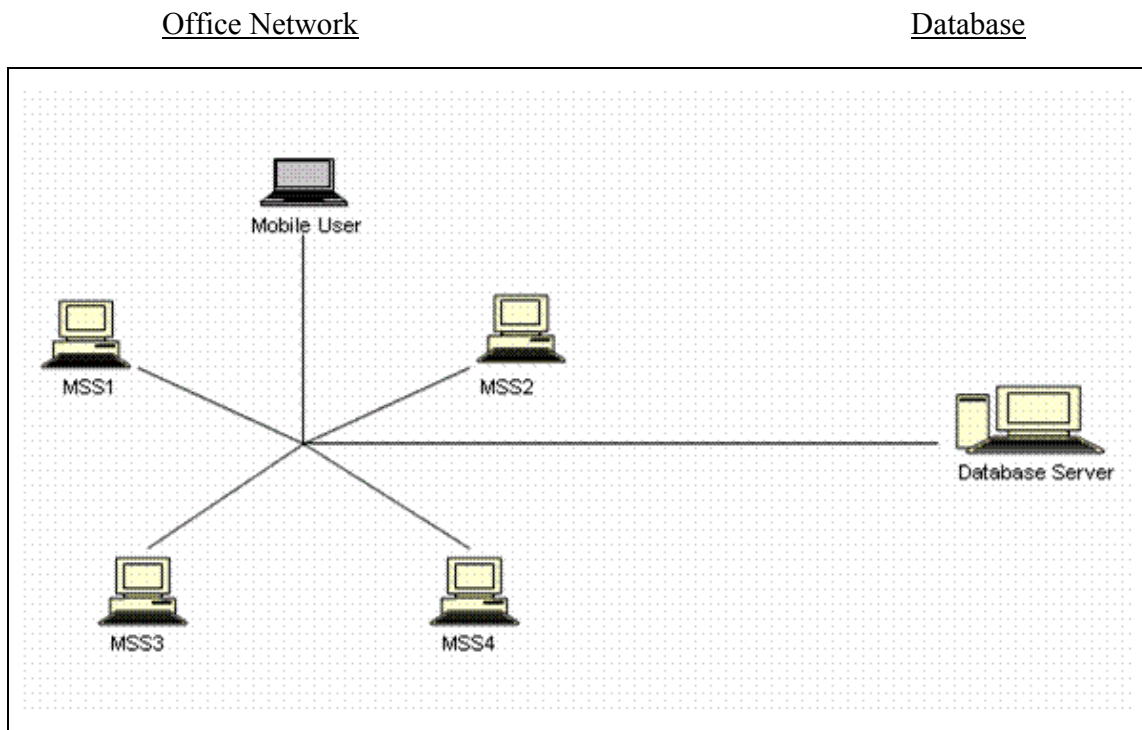 Office Network
Database
Mobile User
MSS1
MSS2
Database Server
MSS3
MSS4